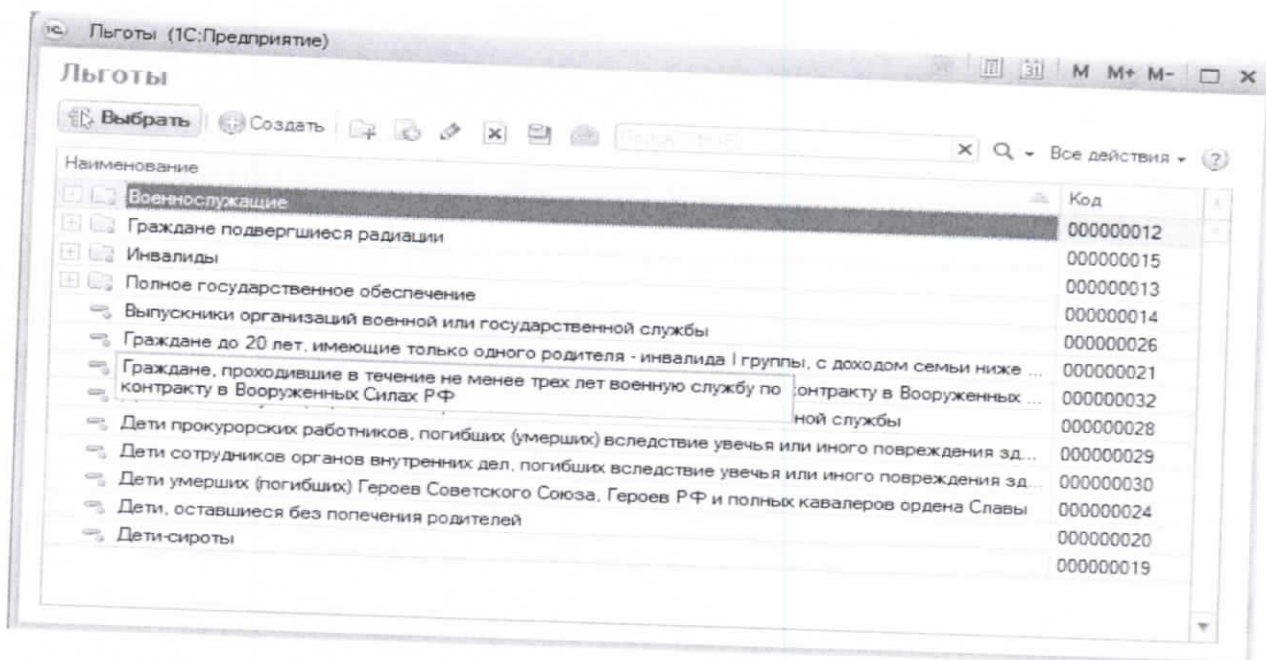 1С Льготы (1С:Предприятие)
31 M M+ M-
Льготы
Выбрать Создать Все действия ?
Наименование Код
Военнослужащие 000000012
Граждане подвергшиеся радиации 000000015
Инвалиды 000000013
Полное государственное обеспечение 000000014
Выпускники организаций военной или государственной службы 000000026
Граждане до 20 лет, имеющие только одного родителя - инвалида I группы, с доходом семьи ниже ... 000000021
Граждане, проходившие в течение не менее трех лет военную службу по контракту в Вооруженных ... 000000032
контракту в Вооруженных Силах РФ ной службы 000000028
Дети прокурорских работников, погибших (умерших) вследствие увечья или иного повреждения зд... 000000029
Дети сотрудников органов внутренних дел, погибших вследствие увечья или иного повреждения зд... 000000030
Дети умерших (погибших) Героев Советского Союза, Героев РФ и полных кавалеров ордена Славы 000000024
Дети, оставшиеся без попечения родителей 000000020
Дети-сироты 000000019